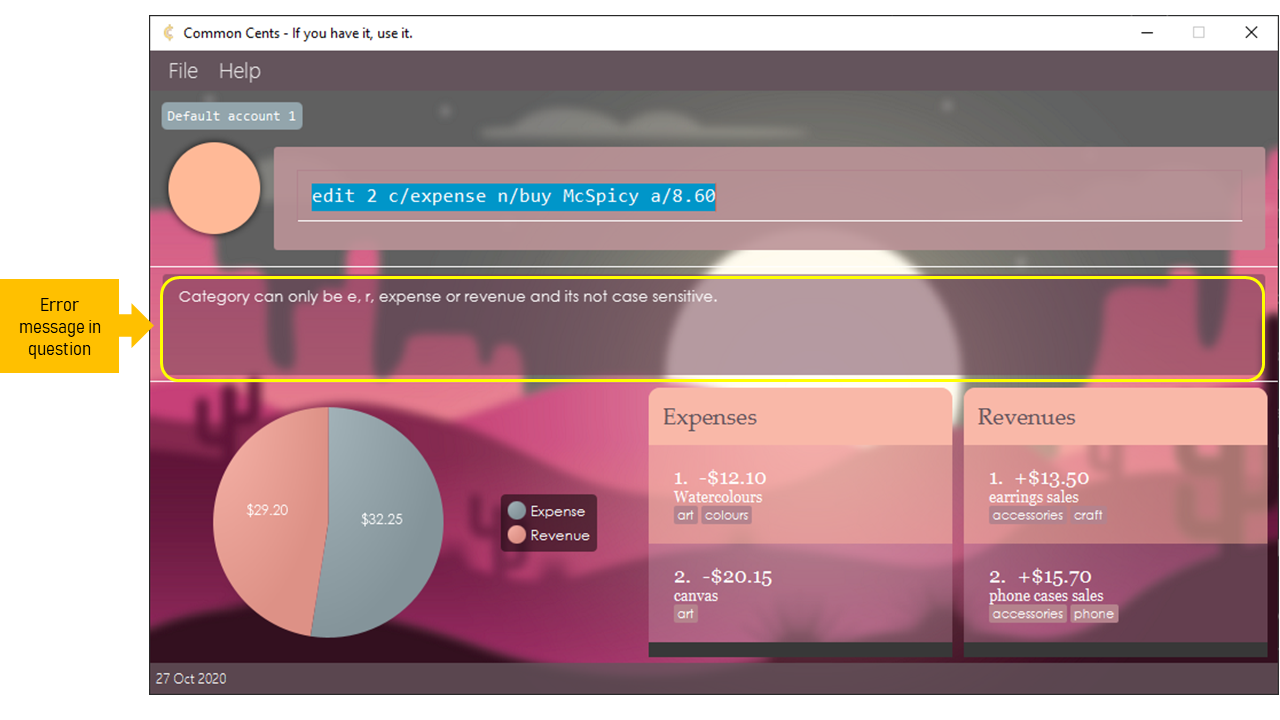 Common Cents - If you have it, use it.
File Help
Default account 1
edit 2 c/expense n/buy McSpicy a/8.60
Error
message in
question
Category can only be e, r, expense or revenue and its not case sensitive.
$29.20
$32.25
Expense
Revenue
Expenses
1. -$12.10
Watercolours
art colours
2. -$20.15
canvas
art
Revenues
1. +$13.50
earrings sales
accessories craft
2. +$15.70
phone cases sales
accessories phone
27 Oct 2020